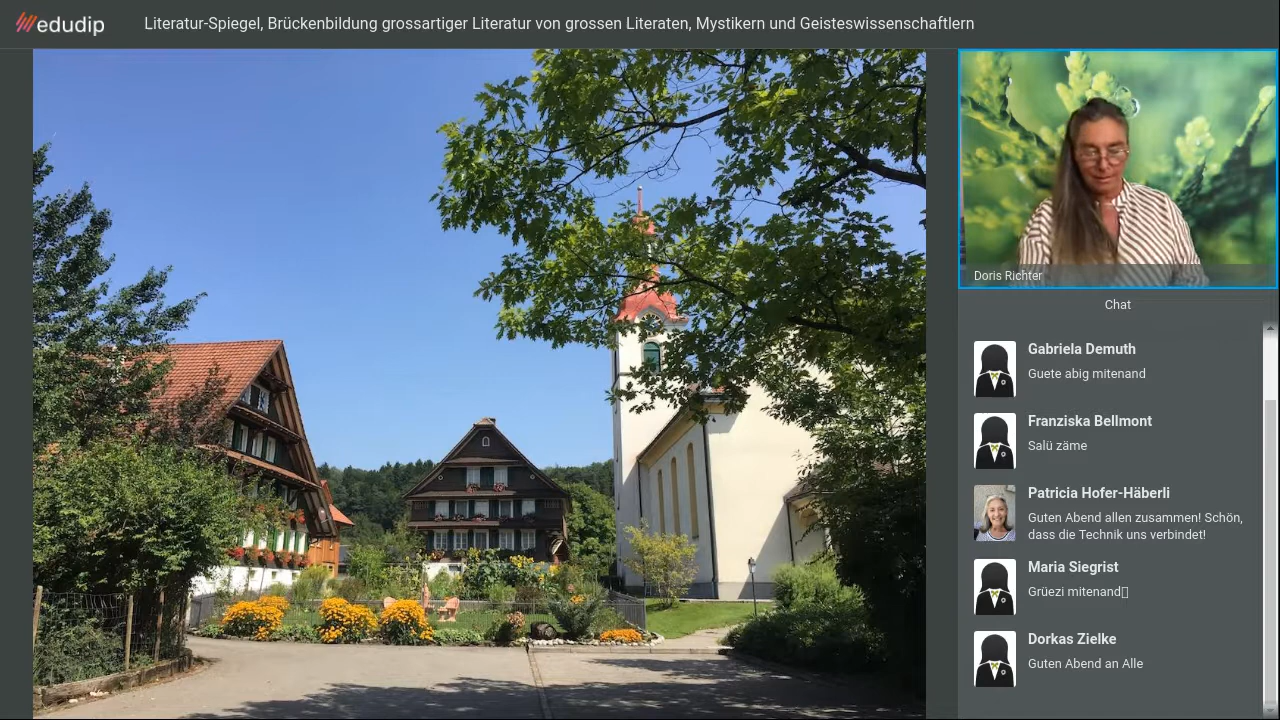 edudip
Literatur-Spiegel, Brückenbildung grossartiger Literatur von grossen Literaten, Mystikern und Geisteswissenschaftlern
Doris Richter
Chat
Gabriela Demuth
Guete abig mitenand
Franziska Bellmont
Salü zäme
Patricia Hofer-Häberli
Guten Abend allen zusammen! Schön,
dass die Technik uns verbindet!
Maria Siegrist
Grüezi mitenand
Dorkas Zielke
Guten Abend an Alle